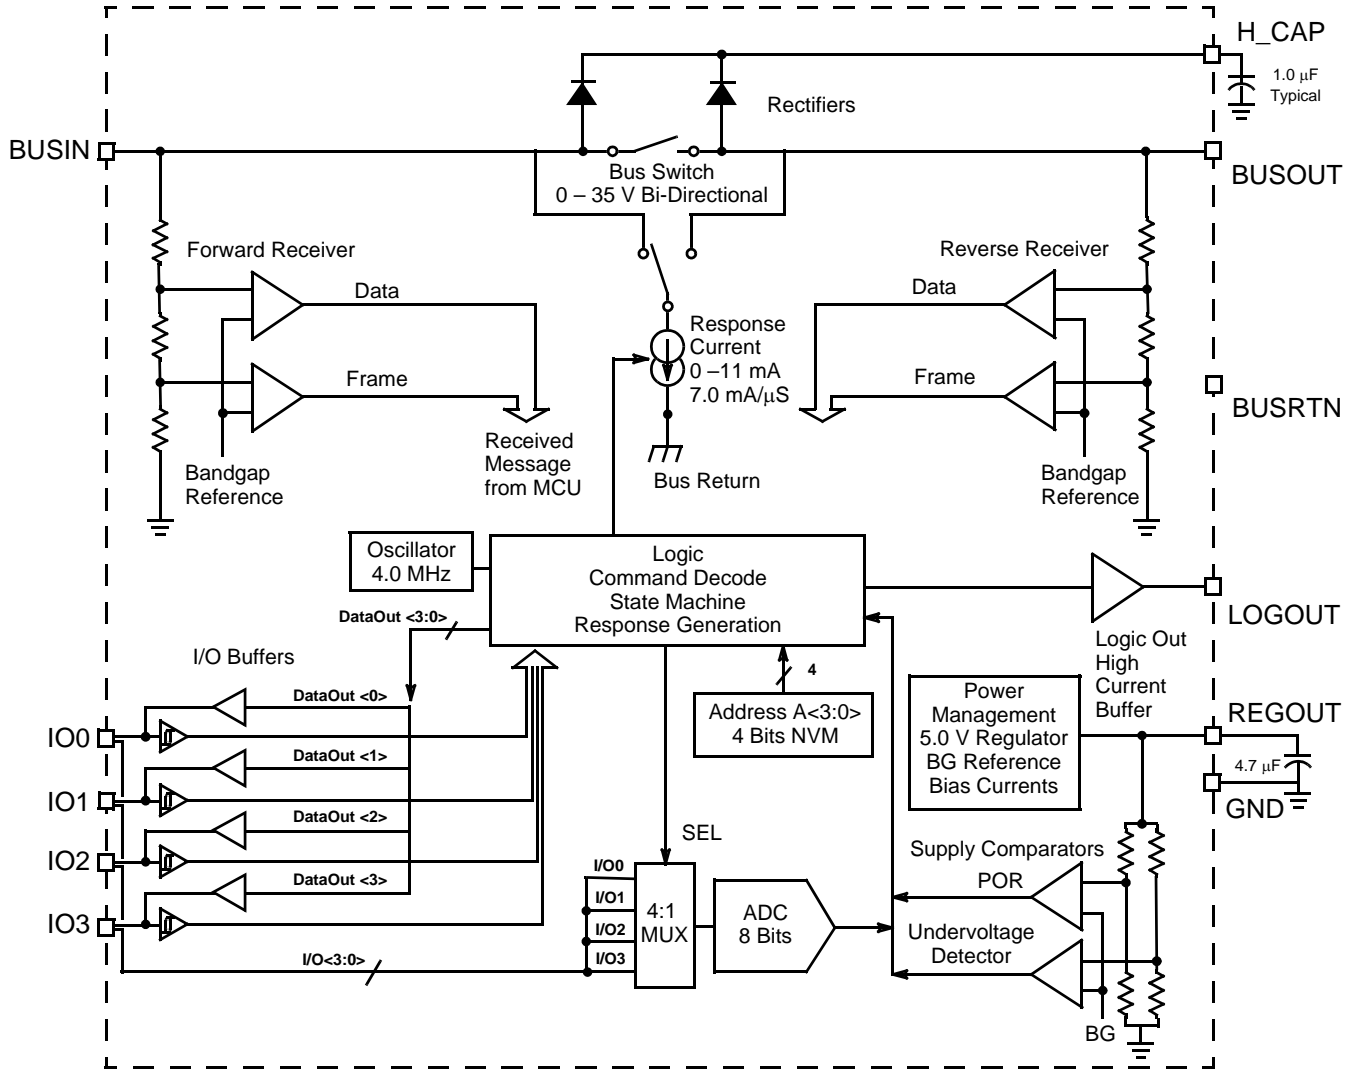 H_CAP
1.0 μF
Typical
Rectifiers
BUSIN
BUSOUT
Bus Switch
0 – 35 V Bi-Directional
Forward Receiver
Reverse Receiver
Data
Data
Response
Current
0 –11 mA
7.0 mA/μS
Frame
Frame
BUSRTN
Received
Message
from MCU
Bandgap
Reference
Bus Return
Bandgap
Reference
Oscillator
4.0 MHz
Logic
Command Decode
State Machine
Response Generation
DataOut <3:0>
LOGOUT
Logic Out
High
Current
Buffer
I/O Buffers
4
DataOut <0>
Address A<3:0>
4 Bits NVM
Power
Management
5.0 V Regulator
BG Reference
Bias Currents
REGOUT
IO0
DataOut <1>
4.7 μF
IO1
GND
DataOut <2>
SEL
IO2
Supply Comparators
I/O0
POR
DataOut <3>
I/O1
4:1
MUX
ADC
8 Bits
IO3
I/O2
Undervoltage
Detector
I/O<3:0>
I/O3
BG